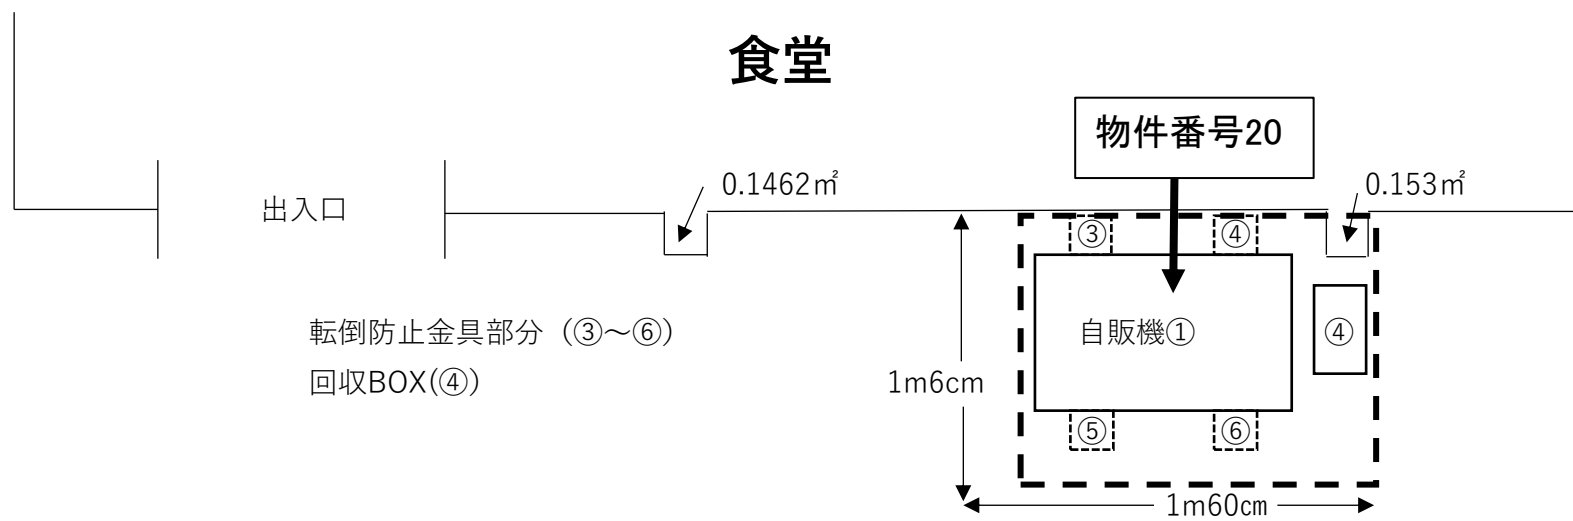 食堂
物件番号20
0.1462㎡
0.153㎡
出入口
③
④
転倒防止金具部分（③～⑥）
自販機①
④
回収BOX(④)
1m6cm
⑤
⑥
1m60㎝